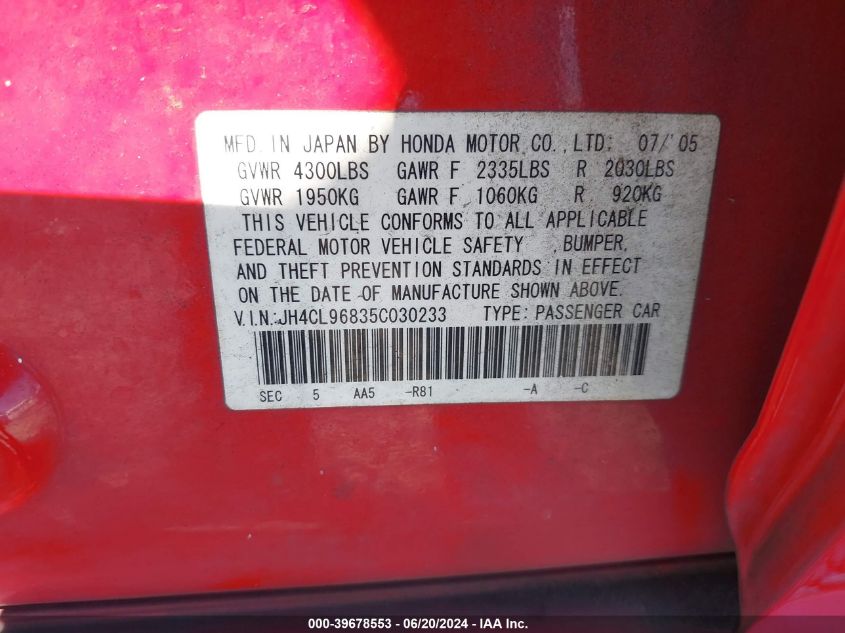 MFD. IN JAPAN BY HONDA MOTOR CO., LTD. 07/'05
GVWR 4300LBS GAWR F 2335LBS R 2030LBS
GVWR 1950KG GAWR F 1060KG R 920KG
THIS VEHICLE CONFORMS TO ALL APPLICABLE
FEDERAL MOTOR VEHICLE SAFETY ,BUMPER,
AND THEFT PREVENTION STANDARDS IN EFFECT
ON THE DATE OF MANUFACTURE SHOWN ABOVE.
V.I.N.:JH4CL96835C030233 TYPE: PASSENGER CAR
SEC 5 AA5 -R81 -A -C
000-39678553 - 06/20/2024 - IAA Inc.